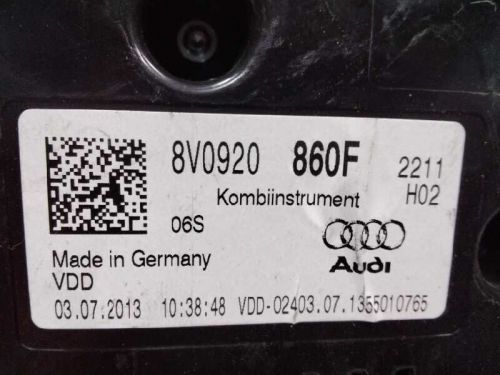 8V0920 860F 2211
Kombiinstrument H02
06S
Audi
Made in Germany
VDD
03.07.2013 10:38:48 VDD-02403.07.1355010765